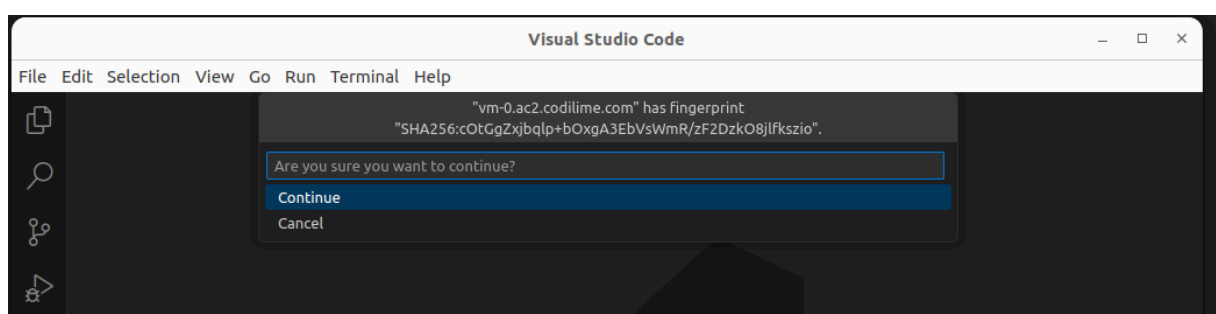 Visual Studio Code
File Edit Selection View Go Run Terminal Help
"vm-0.ac2.codilime.com" has fingerprint
"SHA256:cOtGgZxjbqlp+bOxgA3EbVsWmR/zF2DzkO8jlfkszio".
Are you sure you want to continue?
Continue
Cancel